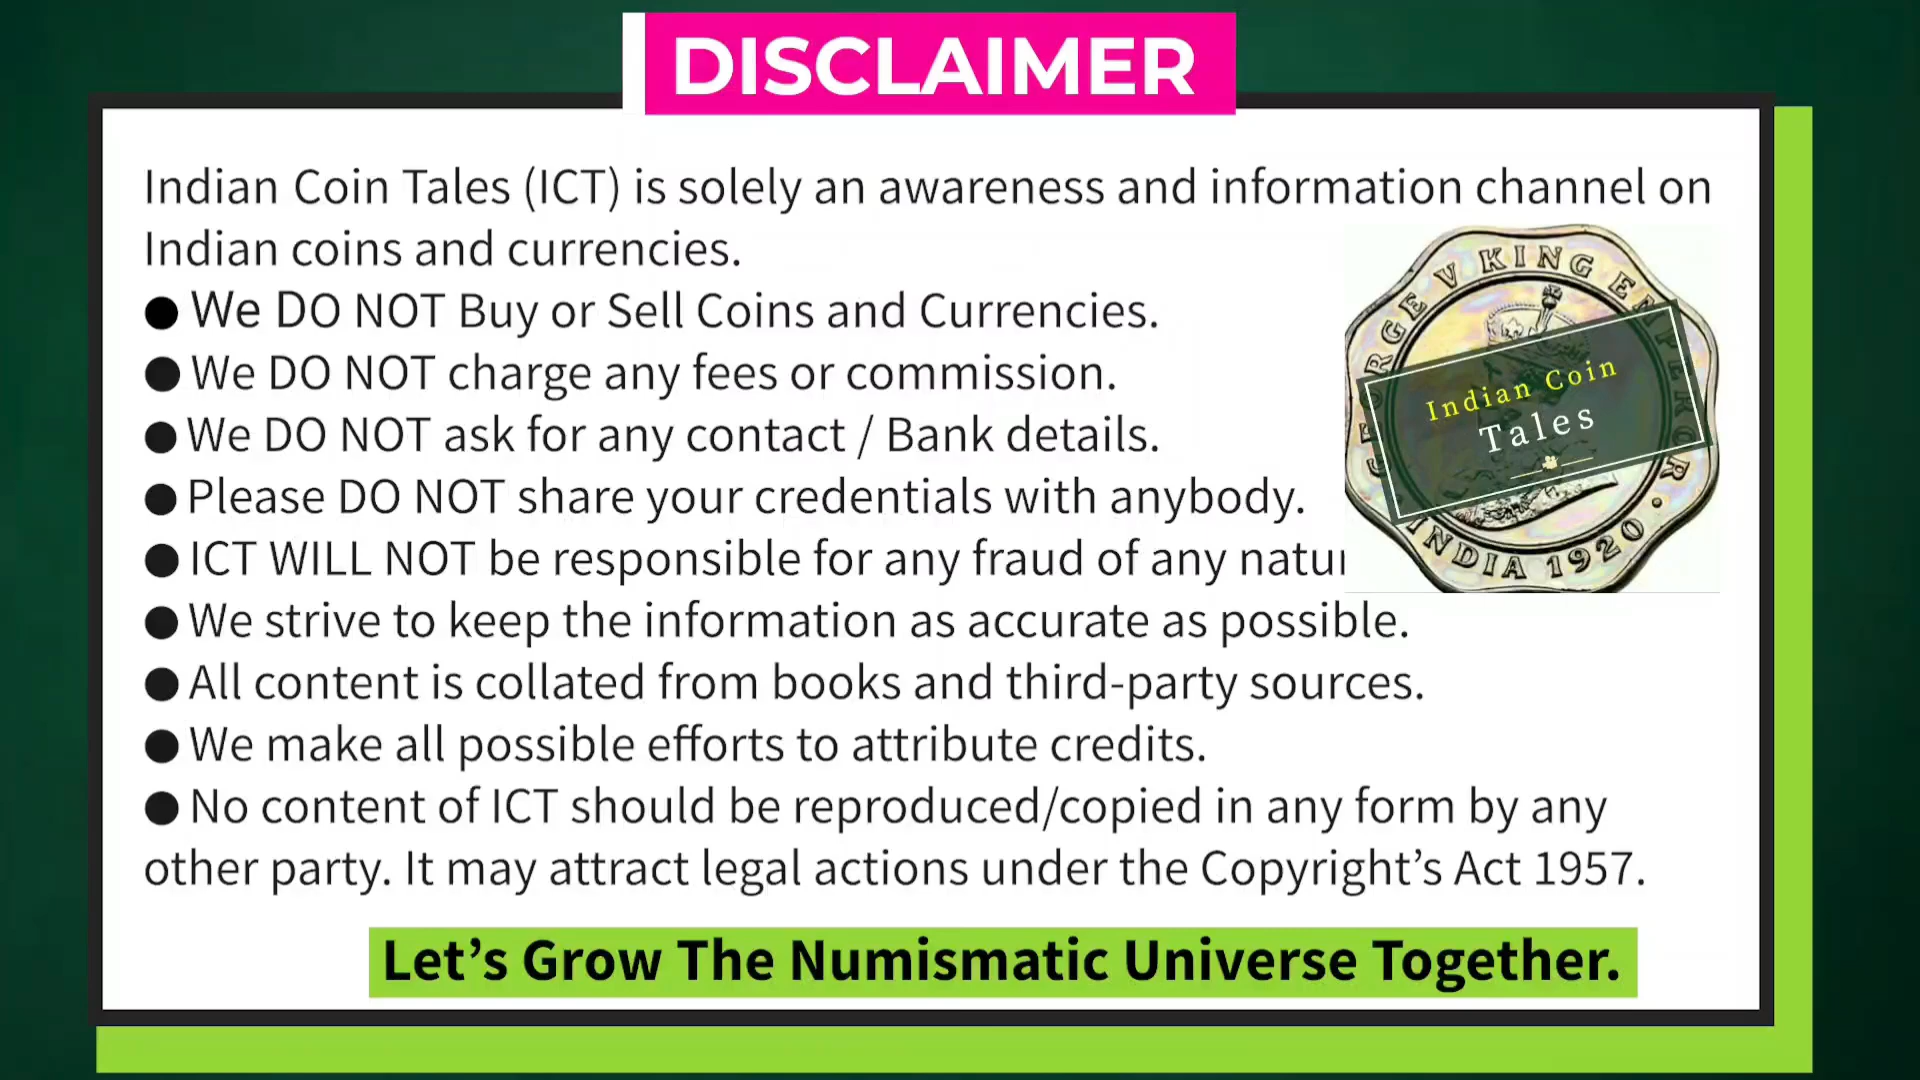 DISCLAIMER
Indian Coin Tales (ICT) is solely an awareness and information channel on
Indian coins and currencies.
● We DO NOT Buy or Sell Coins and Currencies.
● We DO NOT charge any fees or commission.
● We DO NOT ask for any contact / Bank details.
● Please DO NOT share your credentials with anybody.
● ICT WILL NOT be responsible for any fraud of any natur
● We strive to keep the information as accurate as possible.
● All content is collated from books and third-party sources.
● We make all possible efforts to attribute credits.
● No content of ICT should be reproduced/copied in any form by any
other party. It may attract legal actions under the Copyright’s Act 1957.
Let’s Grow The Numismatic Universe Together.
GEORGE V KING EMPEROR
Indian Coin
Tales
INDIA 1920